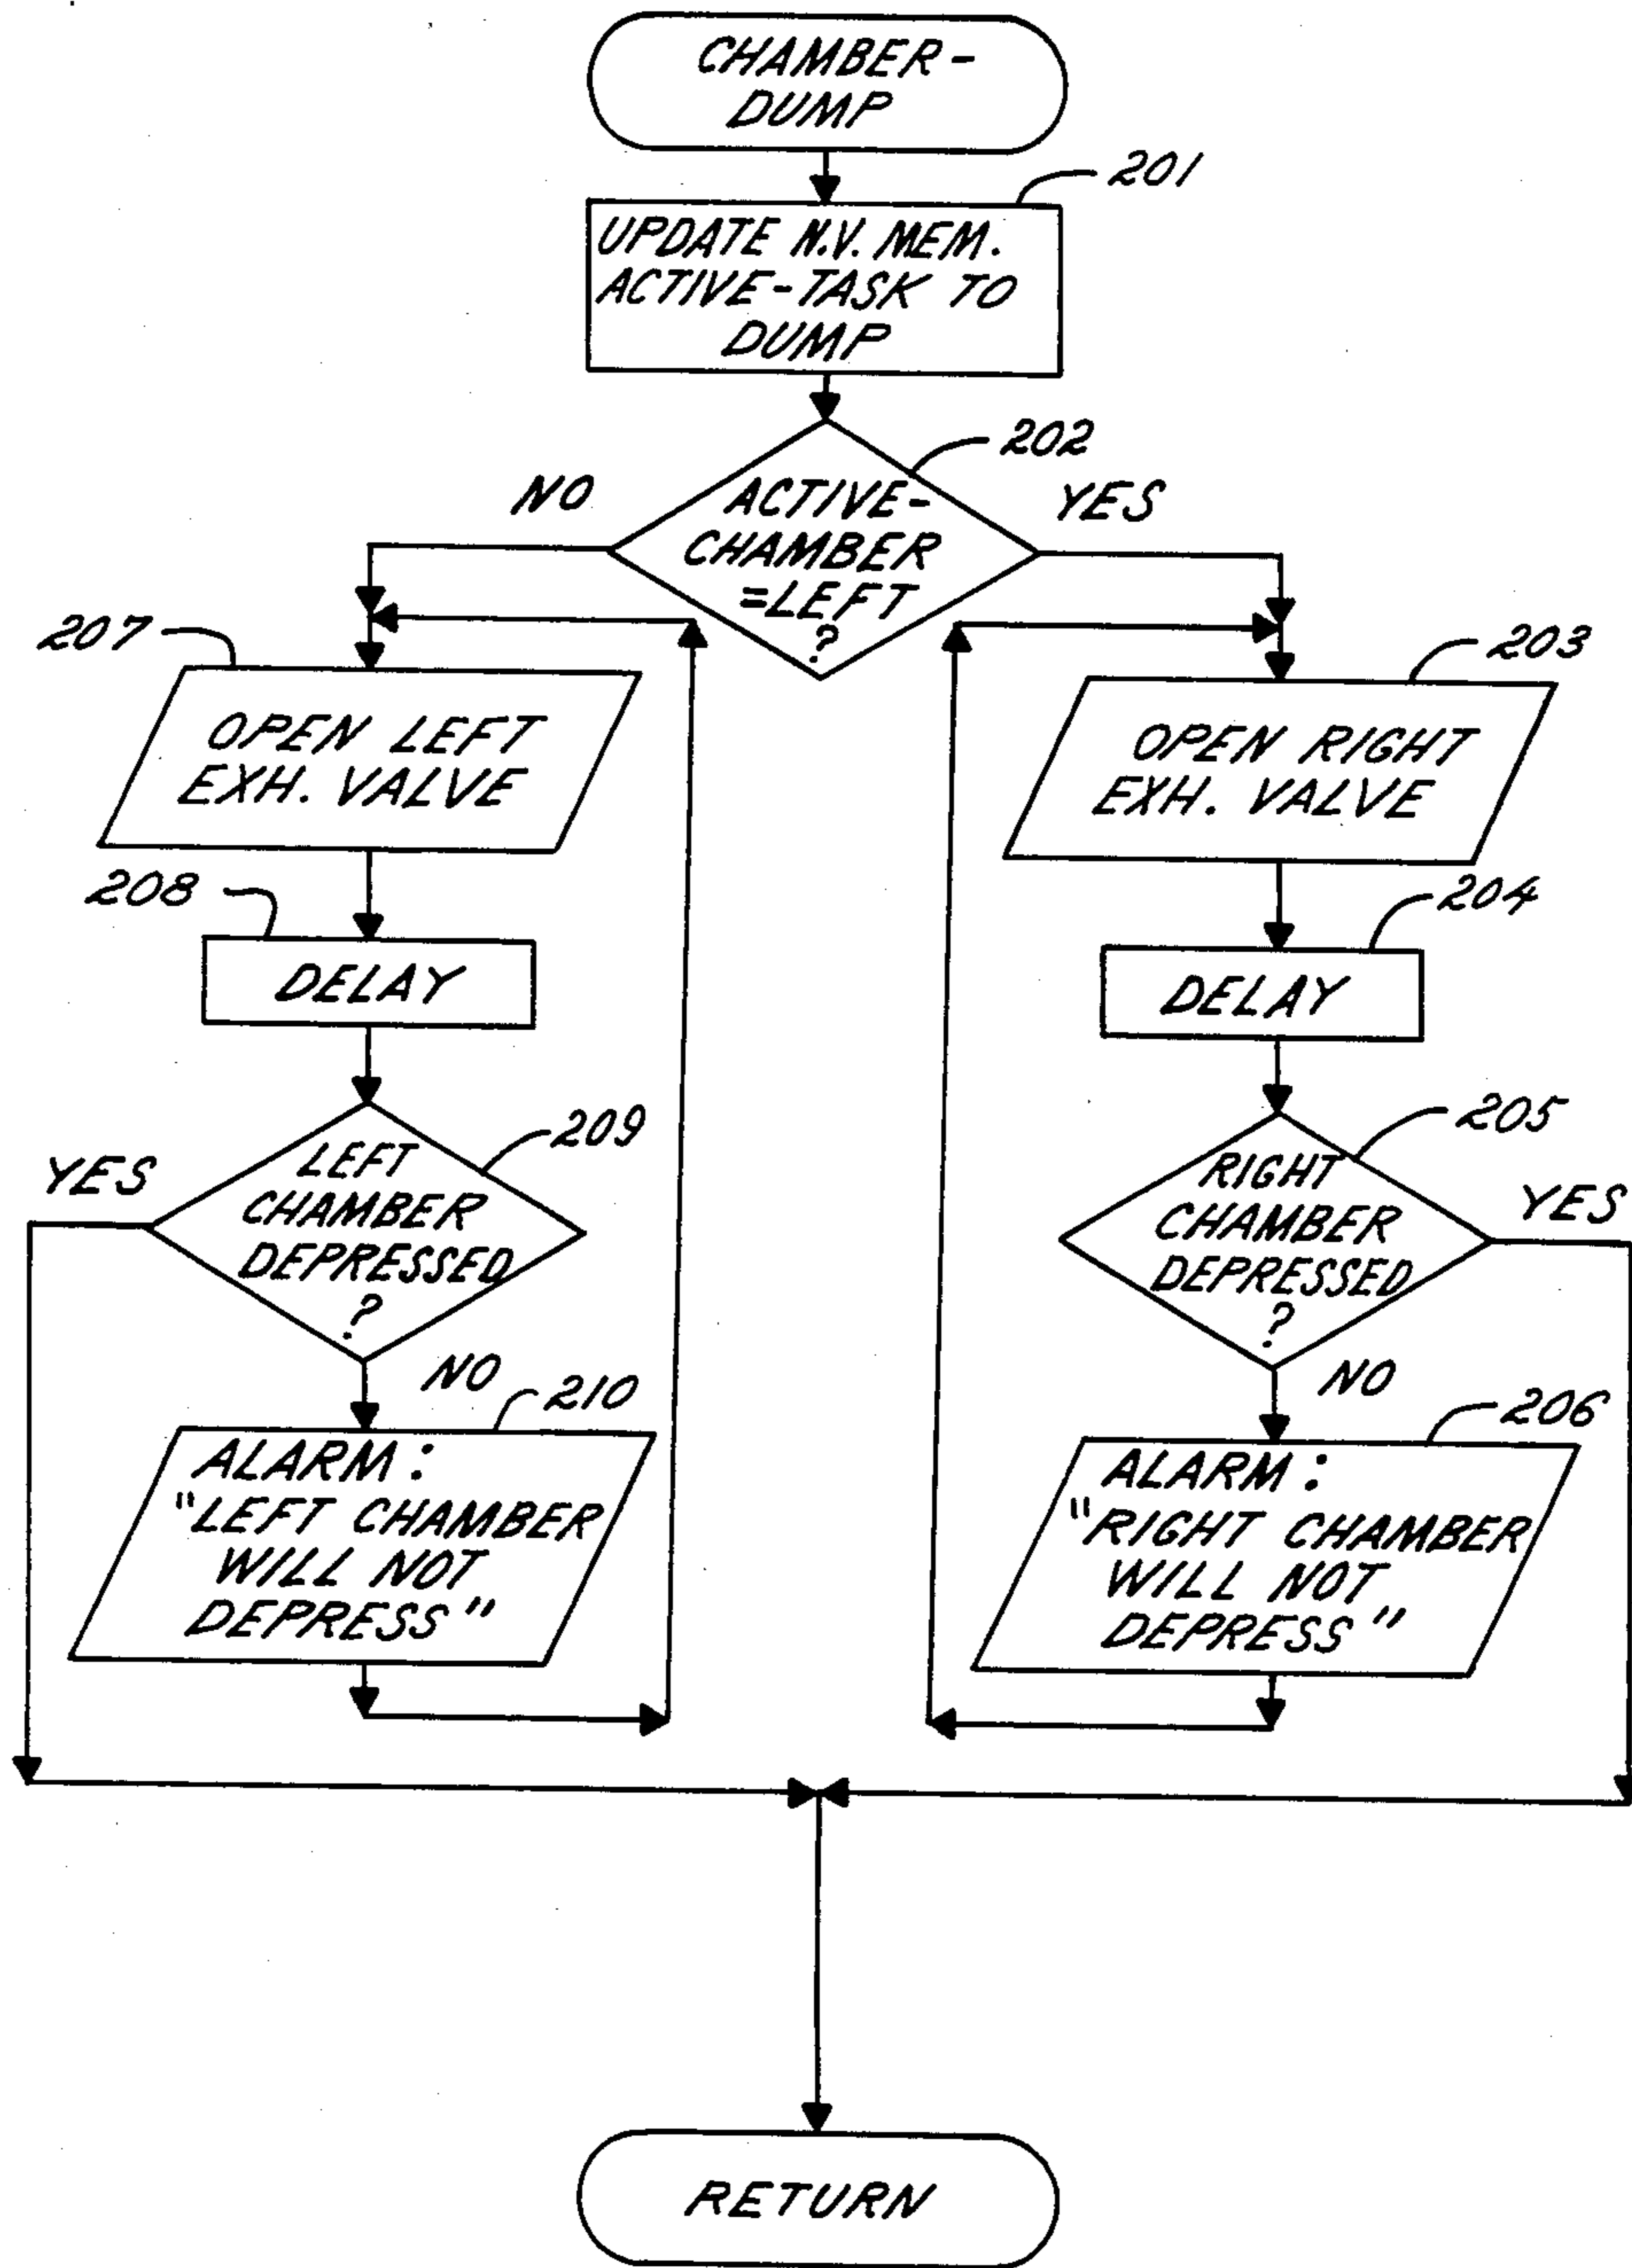 CHAMBER-
DUMP
201
UPDATE N.V. MEM.
ACTIVE-TASK TO
DUMP
202
NO
YES
ACTIVE-
CHAMBER
=LEFT
?
207
OPEN LEFT
EXH. VALVE
208
DELAY
209
YES
LEFT
CHAMBER
DEPRESSED
?
NO
210
ALARM:
"LEFT CHAMBER
WILL NOT
DEPRESS"
203
OPEN RIGHT
EXH. VALVE
204
DELAY
205
RIGHT
CHAMBER
DEPRESSED
?
YES
NO
206
ALARM:
"RIGHT CHAMBER
WILL NOT
DEPRESS"
RETURN